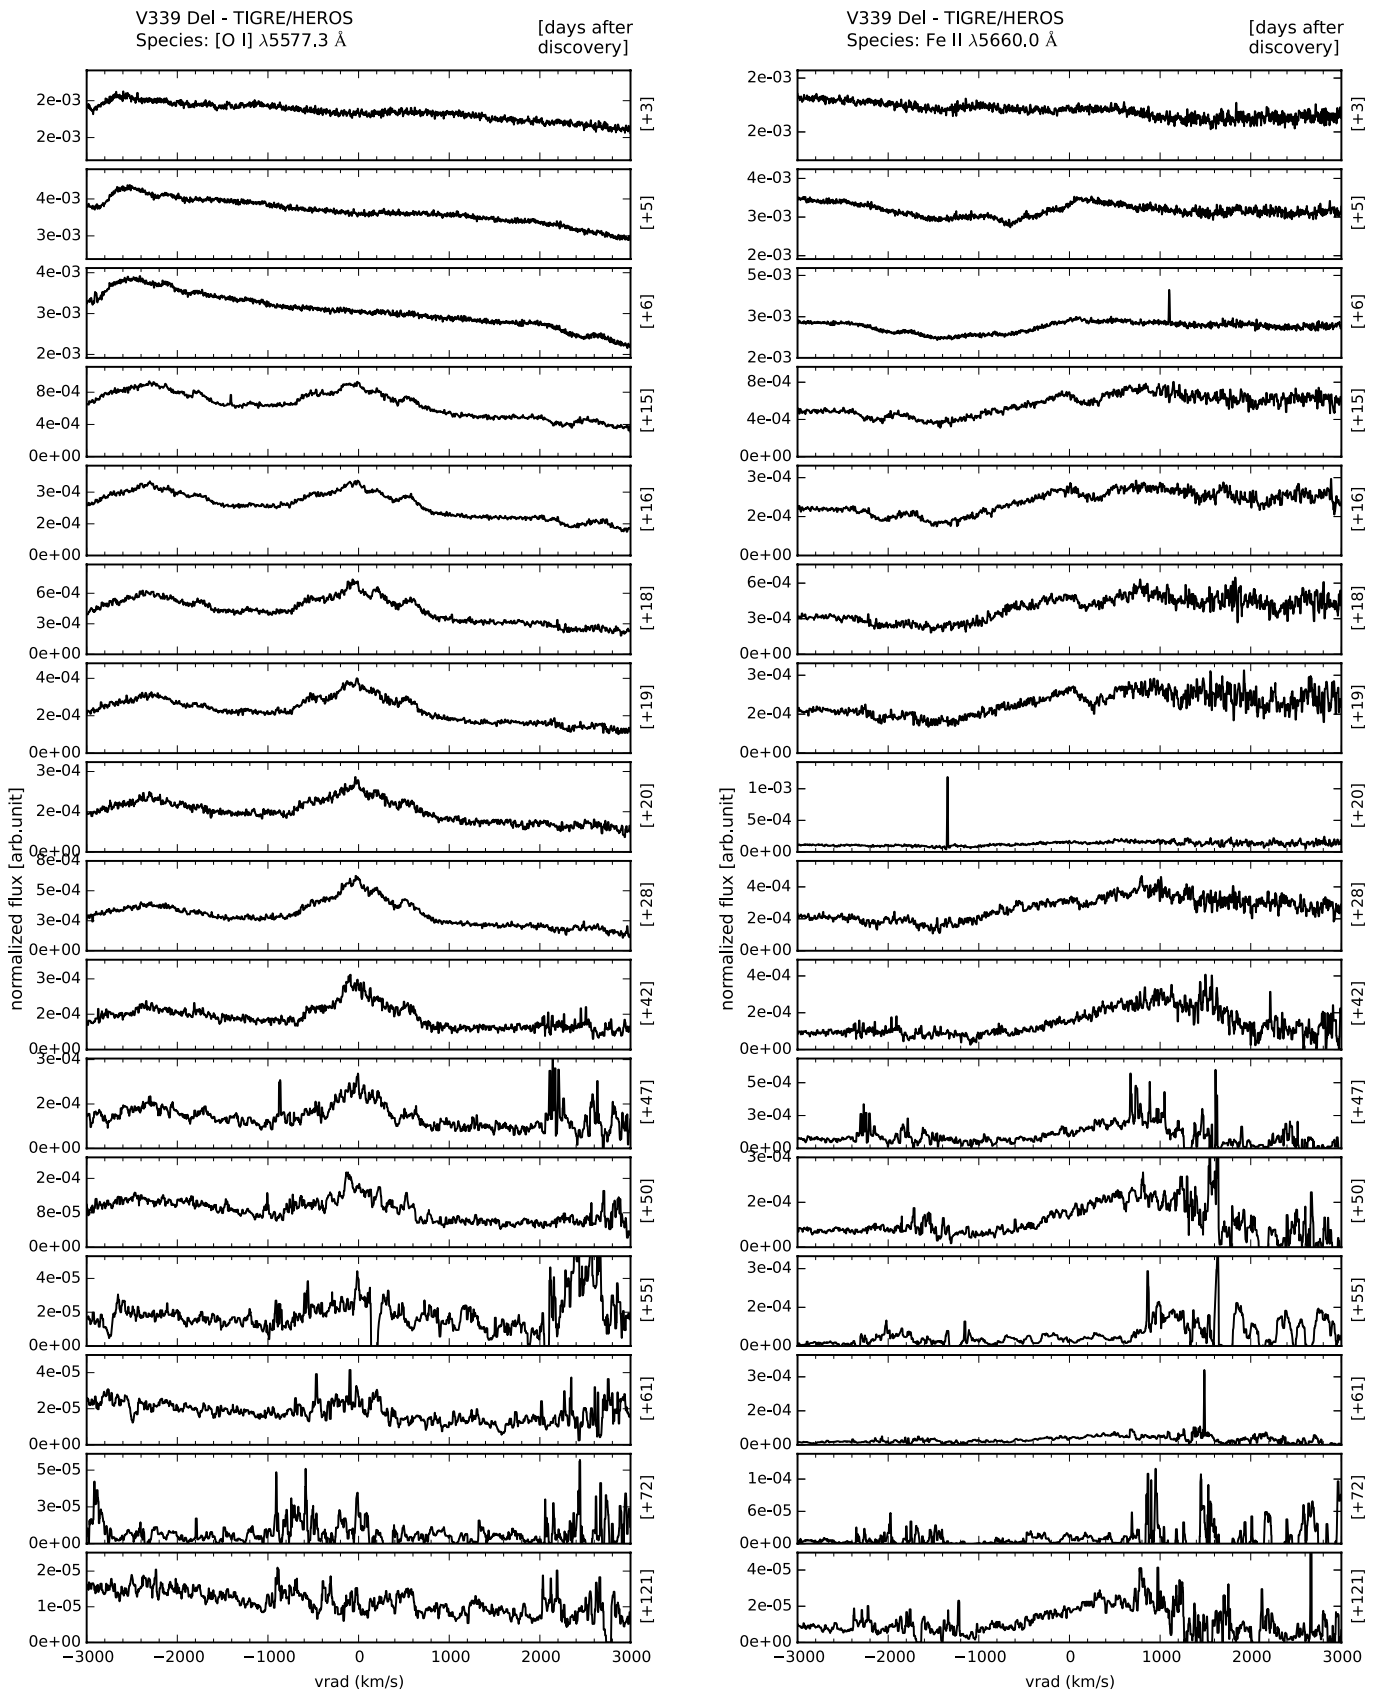 V339 Del - TIGRE/HEROS
Species: [O I] λ5577.3 Å
[days after
discovery]
2e-03
2e-03
[+3]
4e-03
3e-03
[+5]
4e-03
3e-03
2e-03
[+6]
8e-04
4e-04
0e+00
[+15]
3e-04
2e-04
0e+00
[+16]
6e-04
3e-04
0e+00
[+18]
4e-04
2e-04
0e+00
[+19]
3e-04
2e-04
0e+00
[+20]
8e-04
5e-04
3e-04
0e+00
[+28]
3e-04
2e-04
0e+00
[+42]
3e-04
2e-04
0e+00
[+47]
2e-04
8e-05
0e+00
[+50]
4e-05
2e-05
0e+00
[+55]
4e-05
2e-05
0e+00
[+61]
5e-05
3e-05
0e+00
[+72]
2e-05
1e-05
0e+00
[+121]
normalized flux [arb.unit]
−3000 −2000 −1000 0 1000 2000 3000
vrad (km/s)
V339 Del - TIGRE/HEROS
Species: Fe II λ5660.0 Å
[days after
discovery]
2e-03
2e-03
[+3]
4e-03
3e-03
2e-03
[+5]
5e-03
3e-03
2e-03
[+6]
8e-04
4e-04
0e+00
[+15]
3e-04
2e-04
0e+00
[+16]
6e-04
3e-04
0e+00
[+18]
3e-04
2e-04
0e+00
[+19]
1e-03
5e-04
0e+00
[+20]
4e-04
2e-04
0e+00
[+28]
4e-04
2e-04
0e+00
[+42]
5e-04
3e-04
0e+00
[+47]
3e-04
2e-04
0e+00
[+50]
3e-04
2e-04
0e+00
[+55]
3e-04
2e-04
0e+00
[+61]
1e-04
6e-05
0e+00
[+72]
4e-05
2e-05
0e+00
[+121]
normalized flux [arb.unit]
−3000 −2000 −1000 0 1000 2000 3000
vrad (km/s)